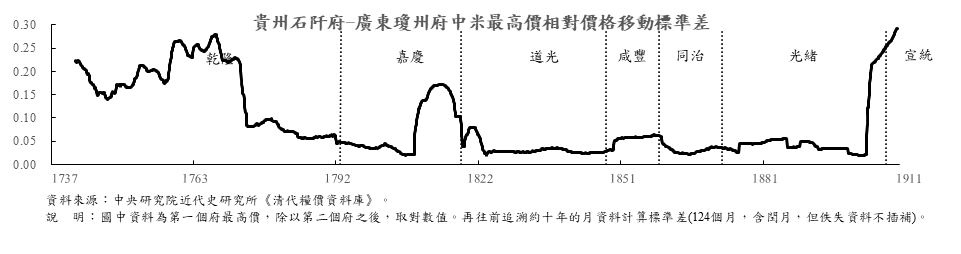 貴州石阡府-廣東瓊州府中米最高價相對價格移動標準差
0.30
0.25
0.20
0.15
0.10
0.05
0.00
乾隆
嘉慶
道光
咸豐
同治
光緒
宣統
1737
1763
1792
1822
1851
1881
1911
資料來源：中央研究院近代史研究所《清代糧價資料庫》。
說　明：圖中資料為第一個府最高價，除以第二個府之後，取對數值。再往前追溯約十年的月資料計算標準差(124個月，含閏月，但佚失資料不插補)。